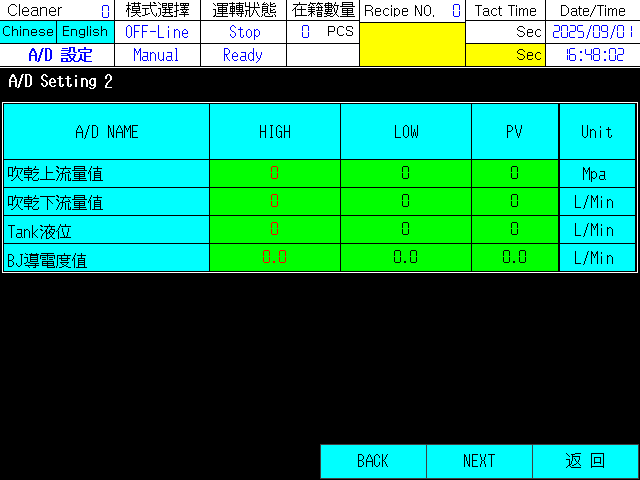 Cleaner 0 模式選擇 運轉狀態 在籍數量 Recipe NO. 0 Tact Time Date/Time
Chinese English OFF-Line Stop 0 PCS Sec 2025/09/01
A/D 設定 Manual Ready Sec 16:48:02
A/D Setting 2
A/D NAME HIGH LOW PV Unit
吹乾上流量值 0 0 0 Mpa
吹乾下流量值 0 0 0 L/Min
Tank液位 0 0 0 L/Min
BJ導電度值 0.0 0.0 0.0 L/Min
BACK NEXT 返 回